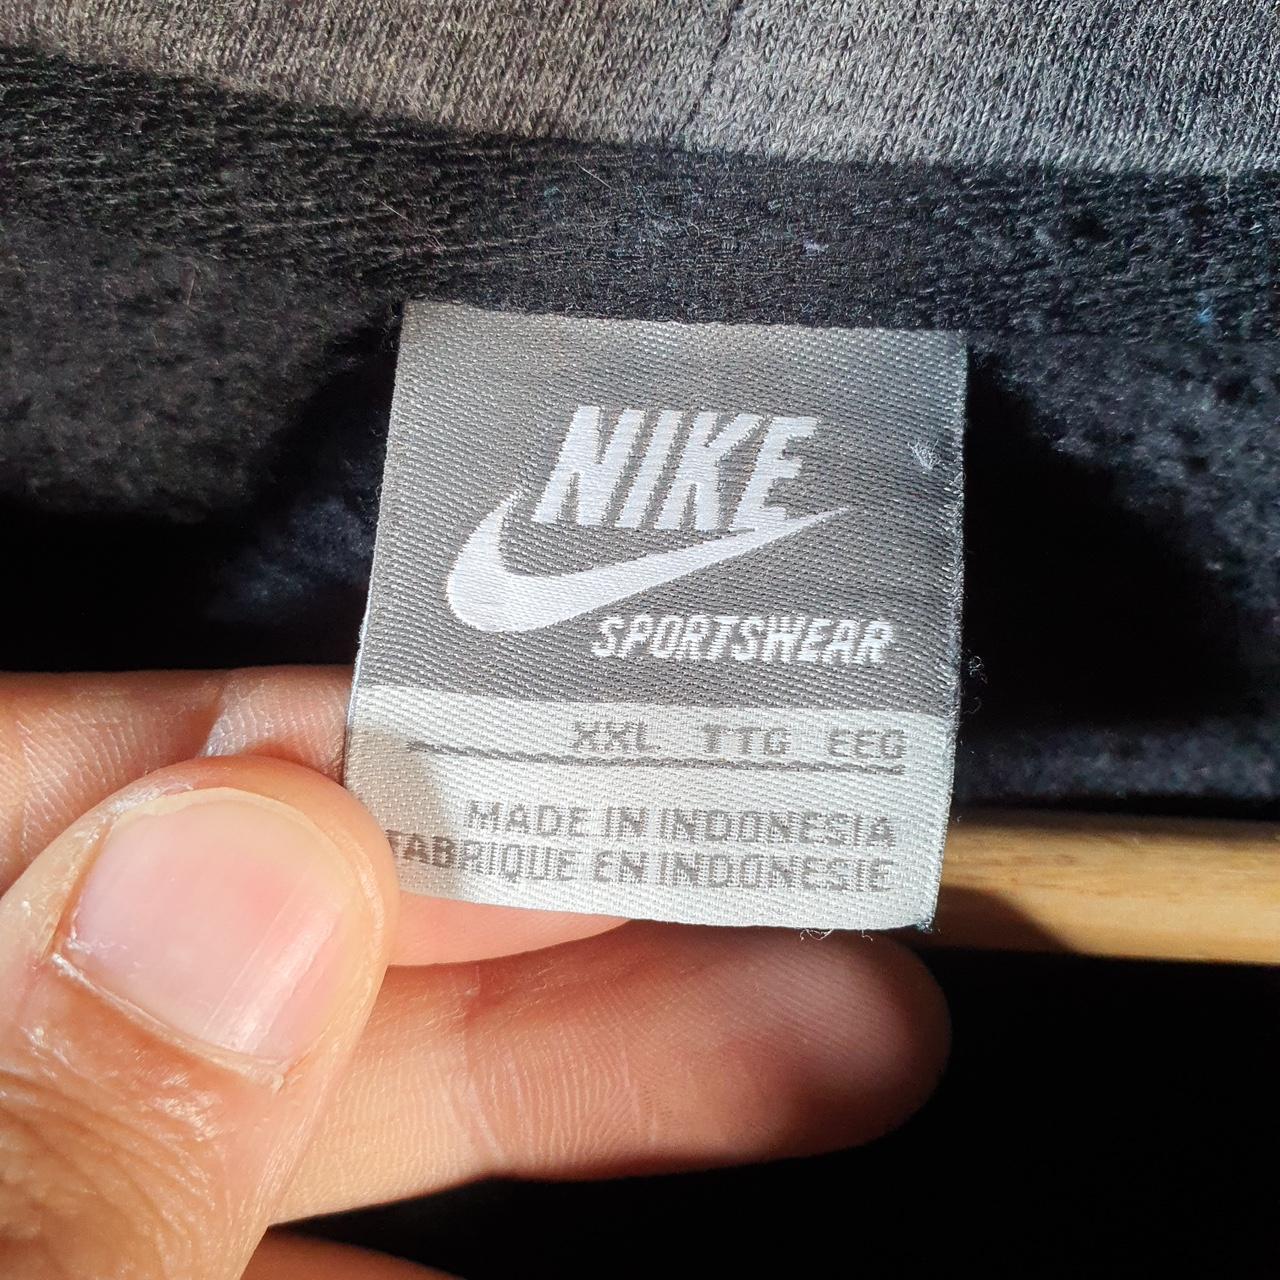 NIKE
SPORTSWEAR
XXL TTG EEG
MADE IN INDONESIA
FABRIQUE EN INDONESIE